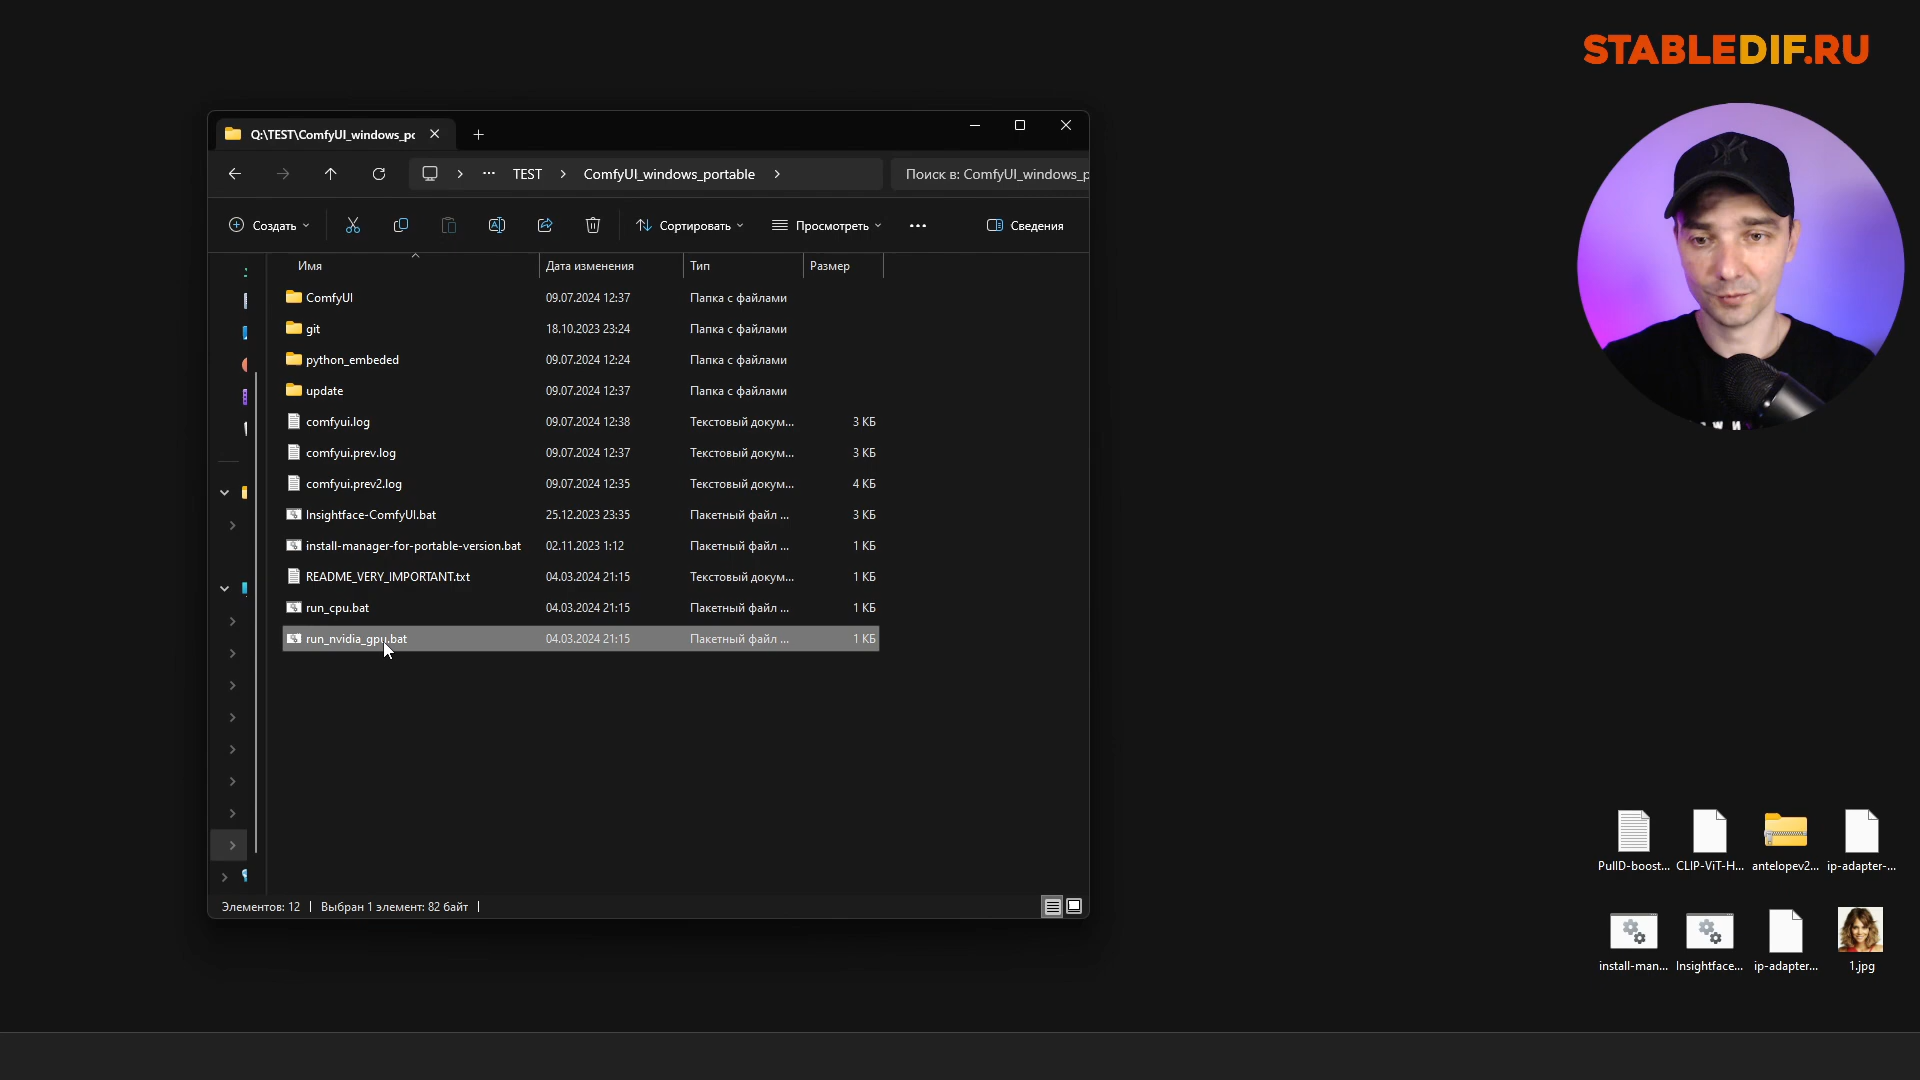 STABLEDIF.RU
Q:\TEST\ComfyUI_windows_pc
TEST
ComfyUI_windows_portable
Поиск в: ComfyUI_windows_p
Создать
Сортировать
Просмотреть
Сведения
Имя Дата изменения Тип Размер
ComfyUI 09.07.2024 12:37 Папка с файлами
git 18.10.2023 23:24 Папка с файлами
python_embeded 09.07.2024 12:24 Папка с файлами
update 09.07.2024 12:37 Папка с файлами
comfyui.log 09.07.2024 12:38 Текстовый докум... 3 КБ
comfyui.prev.log 09.07.2024 12:37 Текстовый докум... 3 КБ
comfyui.prev2.log 09.07.2024 12:35 Текстовый докум... 4 КБ
Insightface-ComfyUI.bat 25.12.2023 23:35 Пакетный файл ... 3 КБ
install-manager-for-portable-version.bat 02.11.2023 1:12 Пакетный файл ... 1 КБ
README_VERY_IMPORTANT.txt 04.03.2024 21:15 Текстовый докум... 1 КБ
run_cpu.bat 04.03.2024 21:15 Пакетный файл ... 1 КБ
run_nvidia_gpu.bat 04.03.2024 21:15 Пакетный файл ... 1 КБ
Элементов: 12
Выбран 1 элемент: 82 байт
PulID-boost... CLIP-ViT-H... antelopev2... ip-adapter-...
install-man... Insightface... ip-adapter... 1.jpg